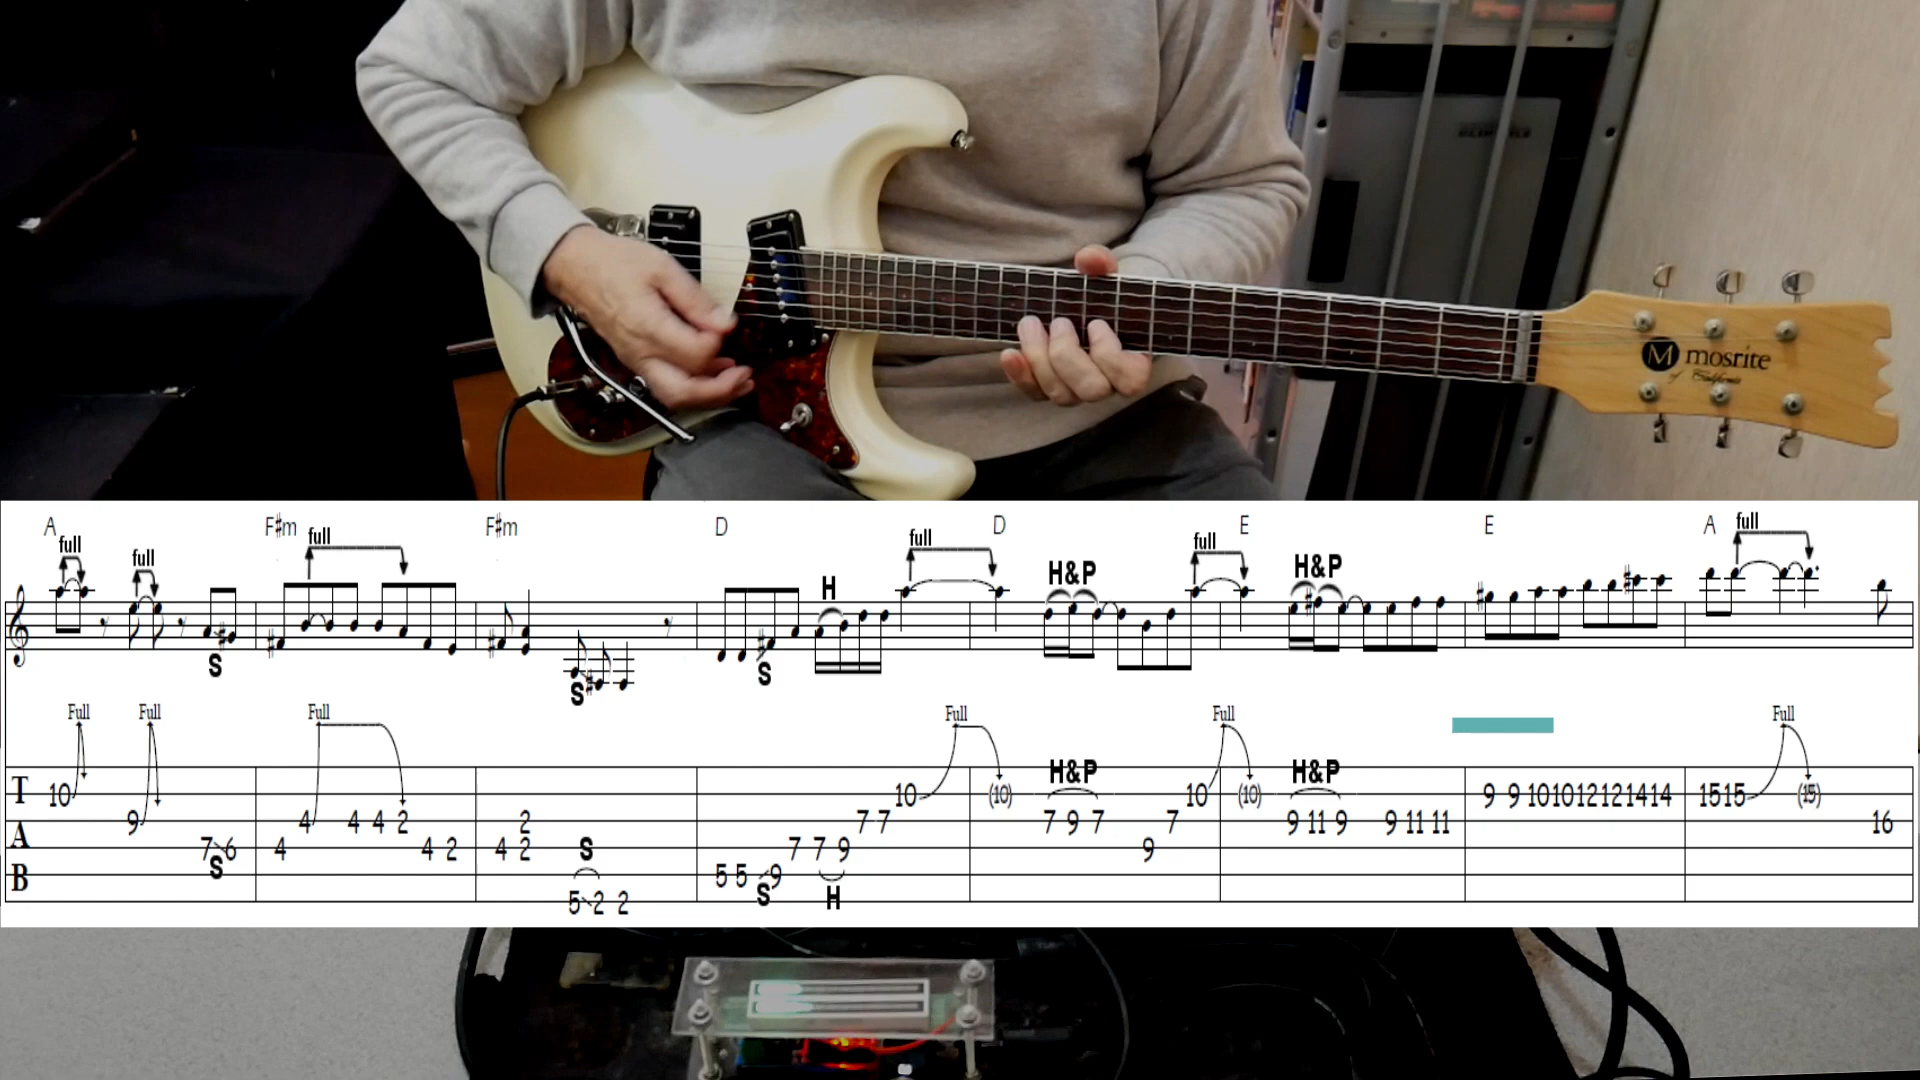 M mosrite
of California
A F#m F#m D D E E A
full full full full full full
H H&P H&P
S S S
Full Full Full Full Full Full
H&P H&P
T 10 10 (10) 10 (10) 9 9 10 10 12 12 14 14 15 15 (15)
9 4 4 4 2 2 7 7 7 9 7 7 9 11 9 9 11 11 16
A 7 6 4 4 2 4 2 S 7 7 9 9
B S 5 5 9
S H
5 2 2